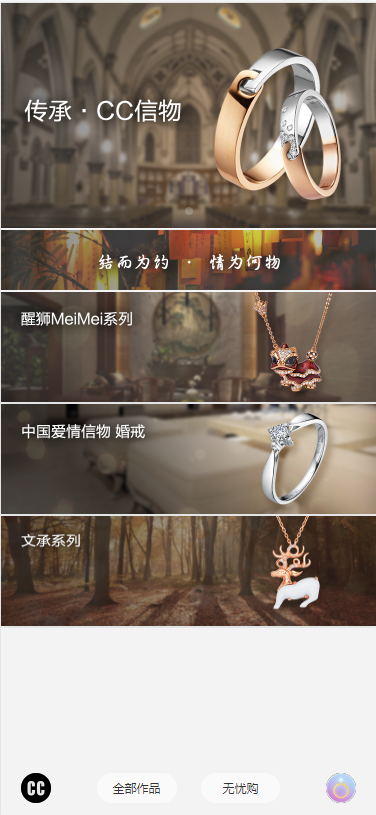 传承 · CC信物
结而为约 · 情为何物
醒狮MeiMei系列
中国爱情信物 婚戒
文承系列
CC
全部作品
无忧购